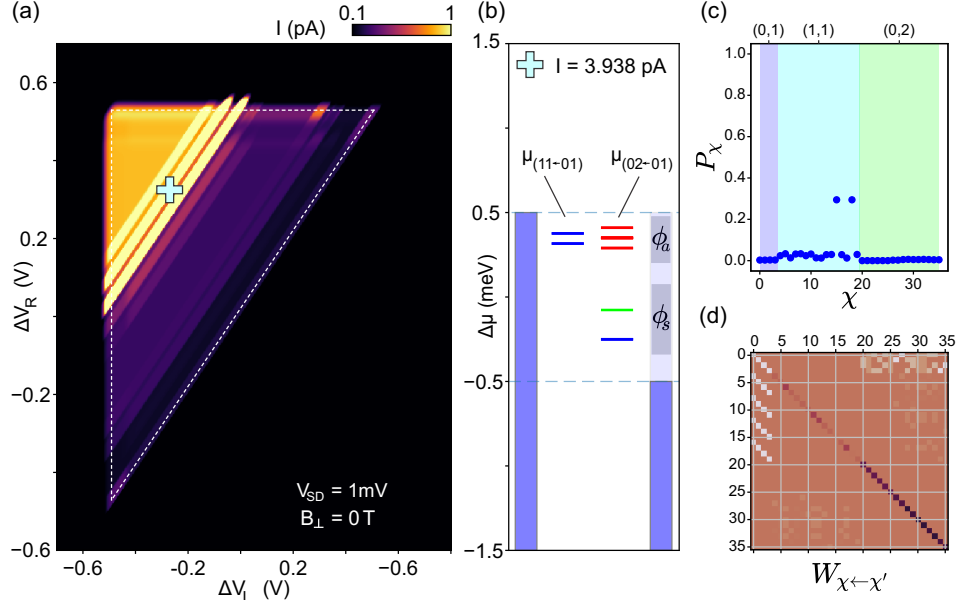 (a)
I (pA)
0.1
1
0.6
0.2
−0.2
−0.6
ΔV_R (V)
-0.6
-0.2
0.2
-0.6
ΔV_L (V)
V_SD = 1mV
B_⊥ = 0 T
(b)
1.5
0.5
−0.5
−1.5
Δμ (meV)
I = 3.938 pA
μ_(11←01)
μ_(02←01)
ϕ_a
ϕ_s
(c)
(0,1)
(1,1)
(0,2)
1.0
0.8
0.6
0.4
0.2
0.0
P_χ
0
10
20
30
χ
(d)
0
5
10
15
20
25
30
35
0
5
10
15
20
25
30
35
W_χ←χ′